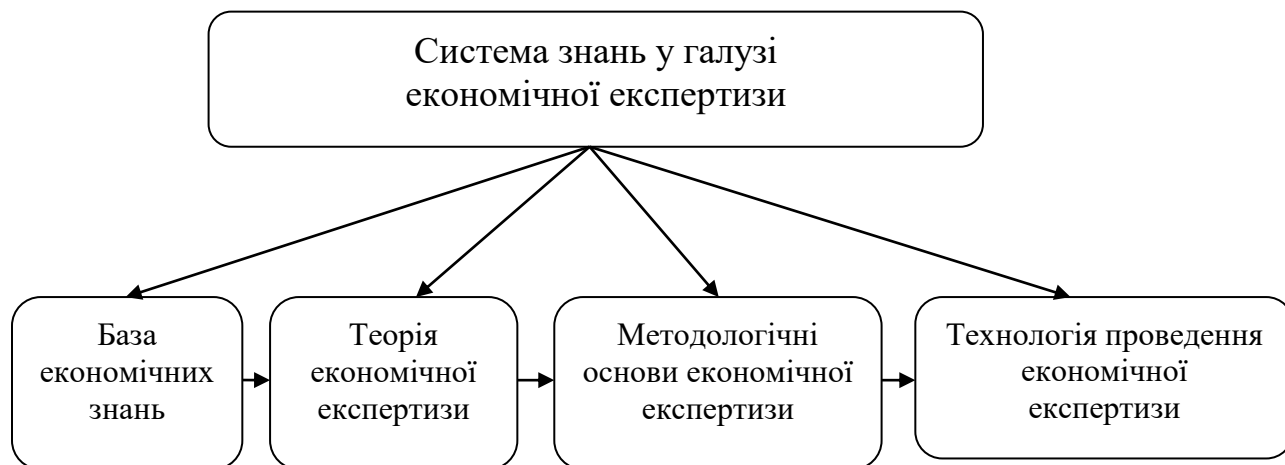 Система знань у галузі
економічної експертизи
База
економічних
знань
Теорія
економічної
експертизи
Методологічні
основи економічної
експертизи
Технологія проведення
економічної
експертизи